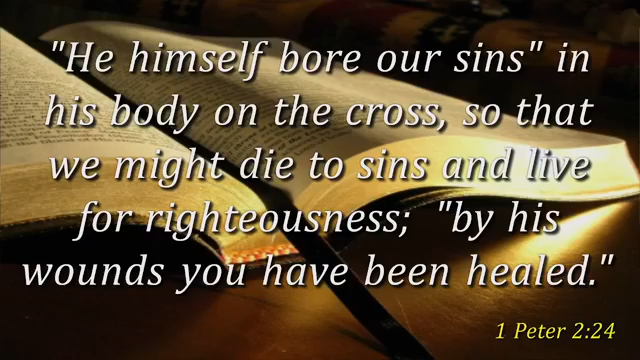 "He himself bore our sins" in
his body on the cross, so that
we might die to sins and live
for righteousness;  "by his
wounds you have been healed."
1 Peter 2:24